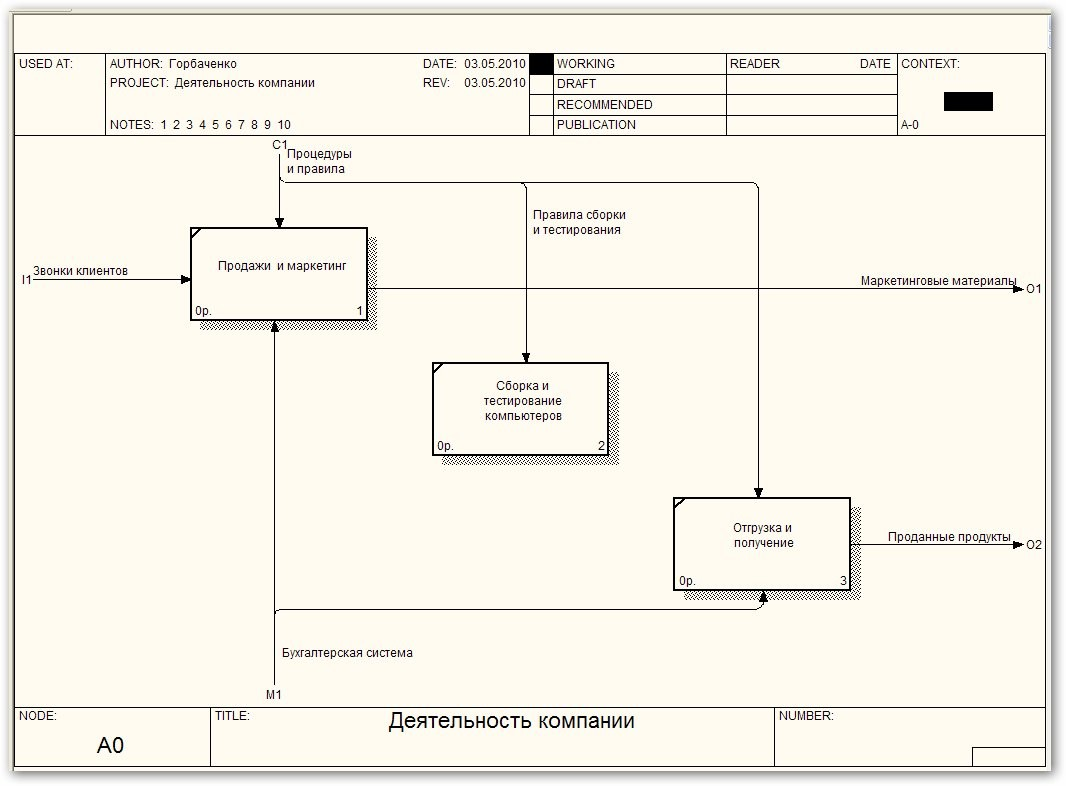 USED AT:
AUTHOR: Горбаченко
DATE: 03.05.2010
PROJECT: Деятельность компании
REV: 03.05.2010
NOTES: 1 2 3 4 5 6 7 8 9 10
WORKING
DRAFT
RECOMMENDED
PUBLICATION
READER
DATE
CONTEXT:
A-0
C1
Процедуры
и правила
Правила сборки
и тестирования
I1
Звонки клиентов
Продажи и маркетинг
0р.
1
Маркетинговые материалы
O1
Сборка и
тестирование
компьютеров
0р.
2
Отгрузка и
получение
0р.
3
Проданные продукты
O2
Бухгалтерская система
M1
NODE:
A0
TITLE:
Деятельность компании
NUMBER: